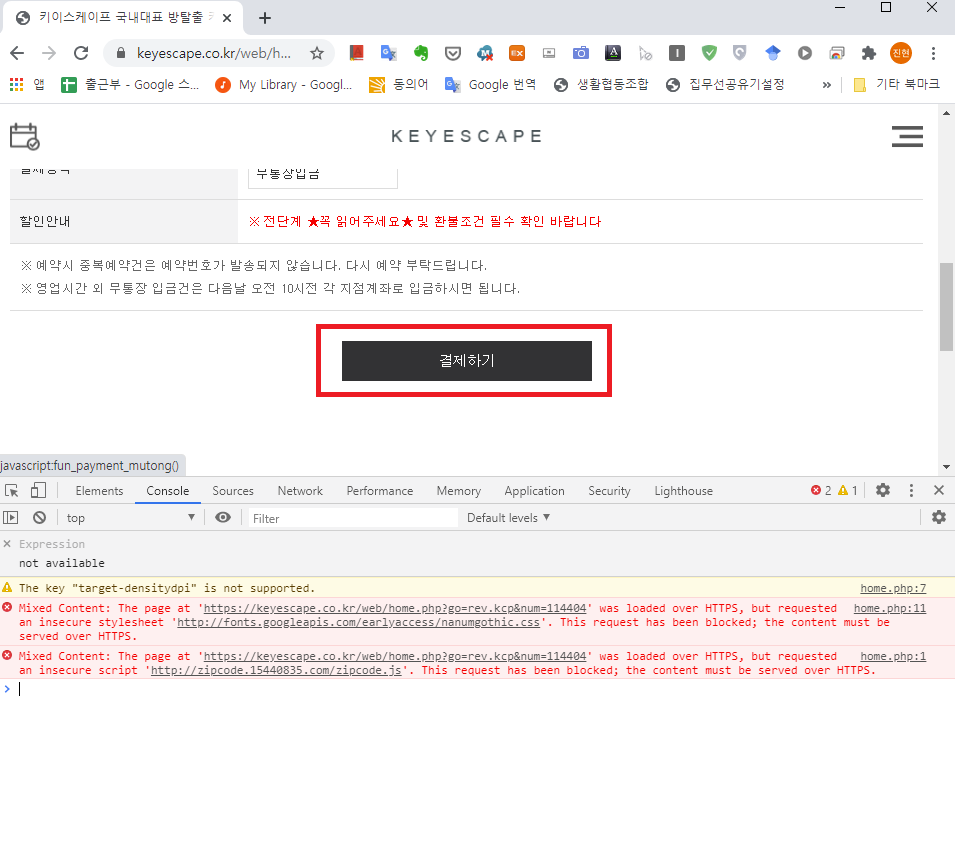 키이스케이프 국내대표 방탈출
keyescape.co.kr/web/h...
진현
앱
출근부 - Google 스...
My Library - Googl...
동의어
Google 번역
생활협동조합
집무선공유기설정
»
기타 북마크
KEYESCAPE
무통장입금
할인안내
※ 전단계 ★꼭 읽어주세요★ 및 환불조건 필수 확인 바랍니다
※ 예약시 중복예약건은 예약번호가 발송되지 않습니다. 다시 예약 부탁드립니다.
※ 영업시간 외 무통장 입금건은 다음날 오전 10시전 각 지점계좌로 입금하시면 됩니다.
결제하기
javascript:fun_payment_mutong()
Elements Console Sources Network Performance Memory Application Security Lighthouse 2 1
top Filter Default levels
Expression
not available
The key "target-densitydpi" is not supported. home.php:7
Mixed Content: The page at 'https://keyescape.co.kr/web/home.php?go=rev.kcp&num=114404' was loaded over HTTPS, but requested home.php:11
an insecure stylesheet 'http://fonts.googleapis.com/earlyaccess/nanumgothic.css'. This request has been blocked; the content must be
served over HTTPS.
Mixed Content: The page at 'https://keyescape.co.kr/web/home.php?go=rev.kcp&num=114404' was loaded over HTTPS, but requested home.php:1
an insecure script 'http://zipcode.15440835.com/zipcode.js'. This request has been blocked; the content must be served over HTTPS.